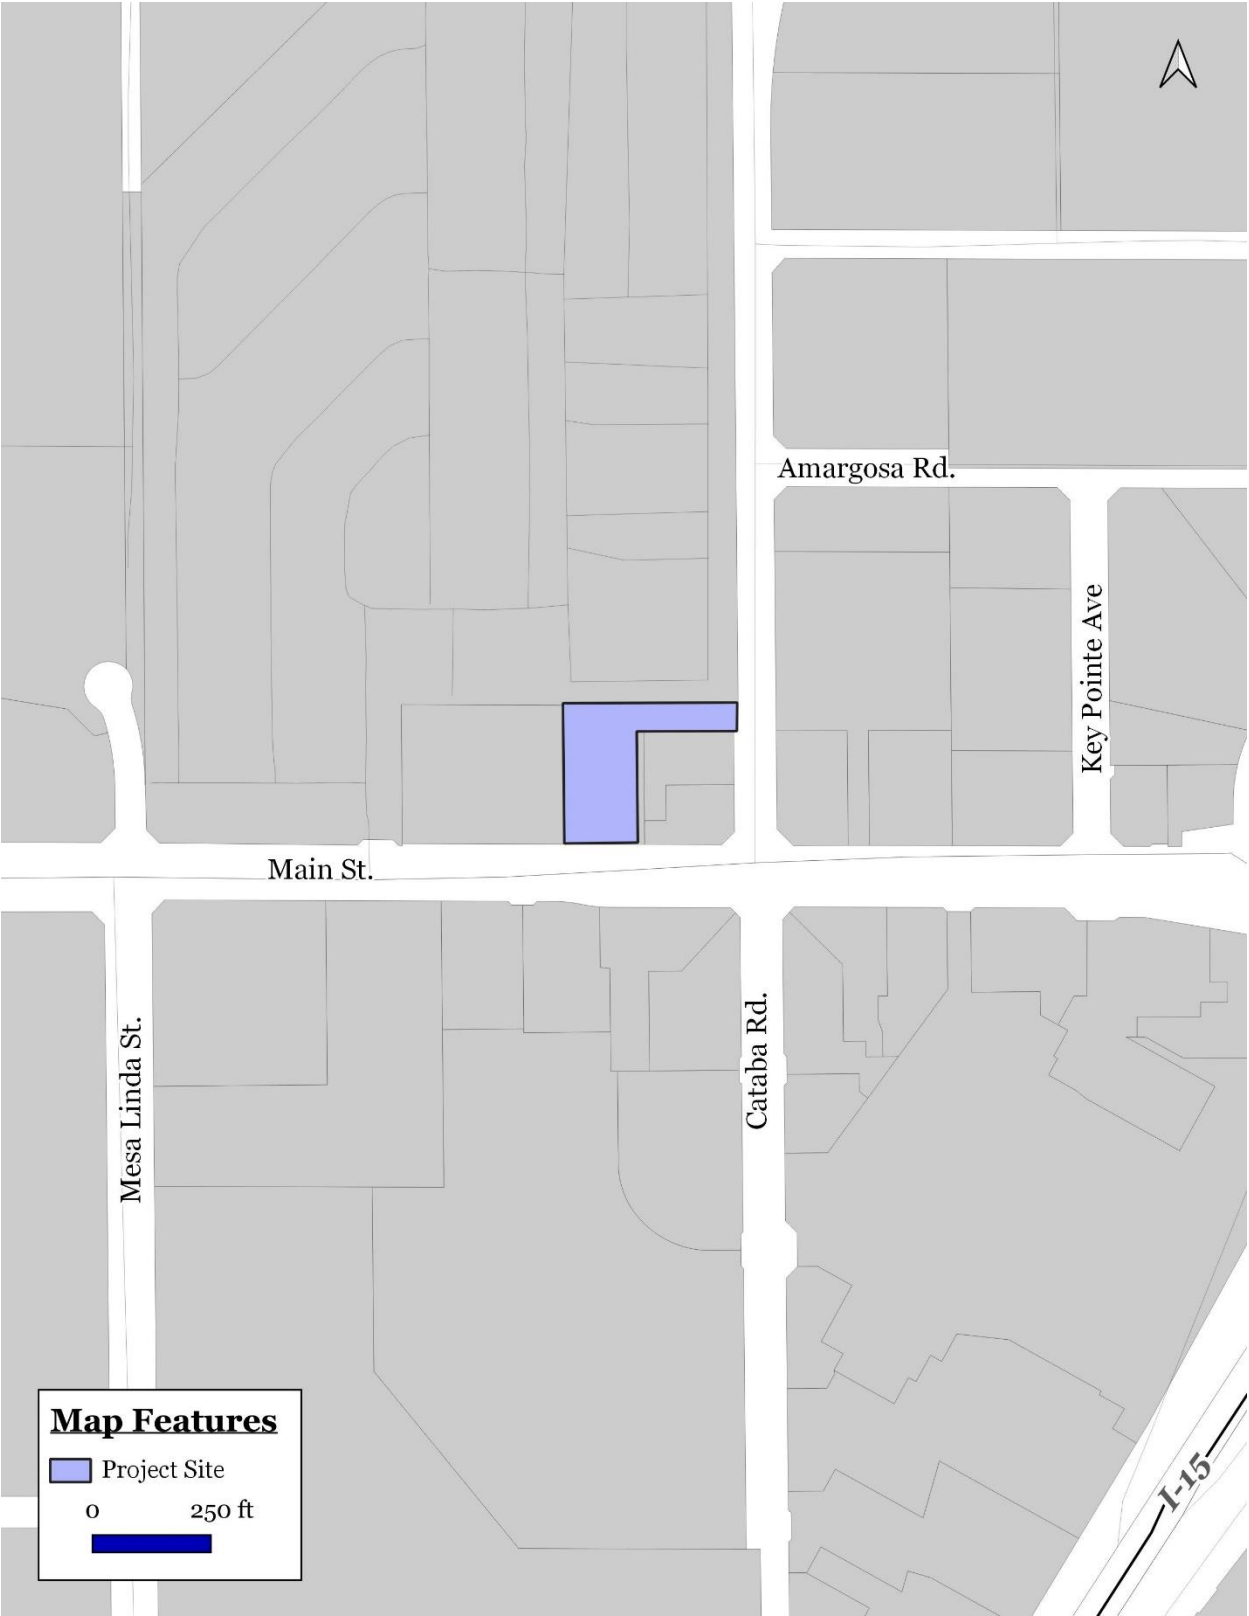 Amargosa Rd.
Key Pointe Ave
Main St.
Mesa Linda St.
Cataba Rd.
I-15
Map Features
Project Site
0 250 ft